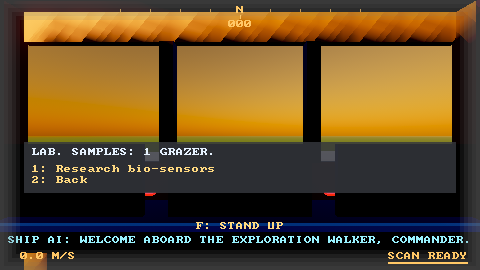 N
000
LAB. SAMPLES: 1 GRAZER.
1: Research bio-sensors
2: Back
F: STAND UP
SHIP AI: WELCOME ABOARD THE EXPLORATION WALKER, COMMANDER.
0.0 M/S
SCAN READY